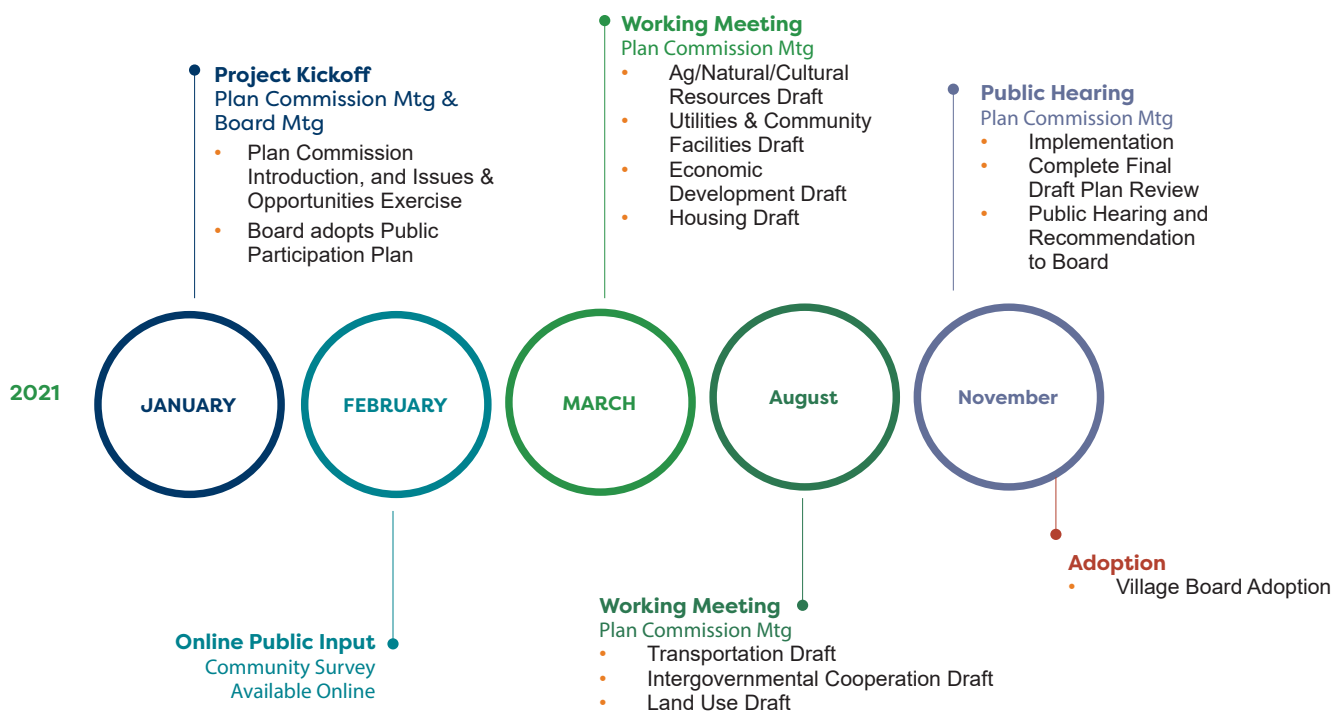 Project Kickoff
Plan Commission Mtg &
Board Mtg
• Plan Commission
Introduction, and Issues &
Opportunities Exercise
• Board adopts Public
Participation Plan
Working Meeting
Plan Commission Mtg
• Ag/Natural/Cultural
Resources Draft
• Utilities & Community
Facilities Draft
• Economic
Development Draft
• Housing Draft
Public Hearing
Plan Commission Mtg
• Implementation
• Complete Final
Draft Plan Review
• Public Hearing and
Recommendation
to Board
2021
JANUARY
FEBRUARY
MARCH
August
November
Online Public Input
Community Survey
Available Online
Working Meeting
Plan Commission Mtg
• Transportation Draft
• Intergovernmental Cooperation Draft
• Land Use Draft
Adoption
• Village Board Adoption